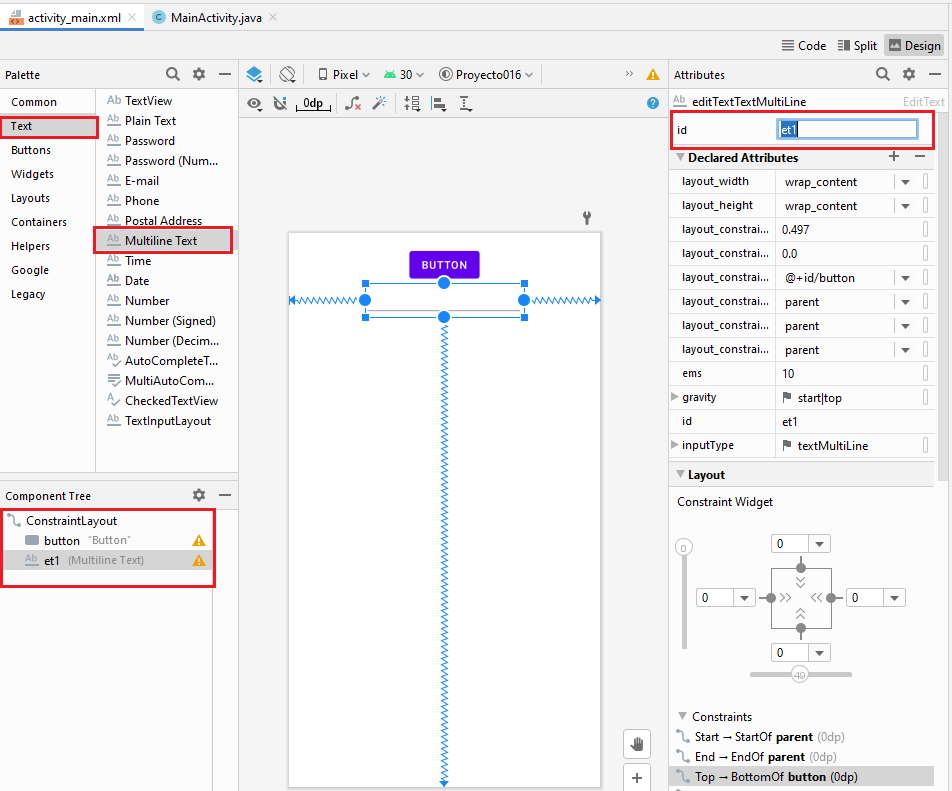 activity_main.xml
MainActivity.java
Code
Split
Design
Palette
Pixel
30
Proyecto016
Attributes
Common
Text
Buttons
Widgets
Layouts
Containers
Helpers
Google
Legacy
Ab TextView
Ab Plain Text
Ab Password
Ab Password (Num...
Ab E-mail
Ab Phone
Ab Postal Address
Ab Multiline Text
Ab Time
Ab Date
Ab Number
Ab Number (Signed)
Ab Number (Decim...
AutoCompleteT...
MultiAutoCom...
CheckedTextView
Ab TextInputLayout
0dp
?
BUTTON
Ab editTextTextMultiLine EditText
id et1
Declared Attributes
layout_width wrap_content
layout_height wrap_content
layout_constrai... 0.497
layout_constrai... 0.0
layout_constrai... @+id/button
layout_constrai... parent
layout_constrai... parent
layout_constrai... parent
ems 10
gravity start|top
id et1
inputType textMultiLine
Layout
Constraint Widget
0
0
0
0
0
49
Constraints
Start → StartOf parent (0dp)
End → EndOf parent (0dp)
Top → BottomOf button (0dp)
Component Tree
ConstraintLayout
button "Button"
Ab et1 (Multiline Text)